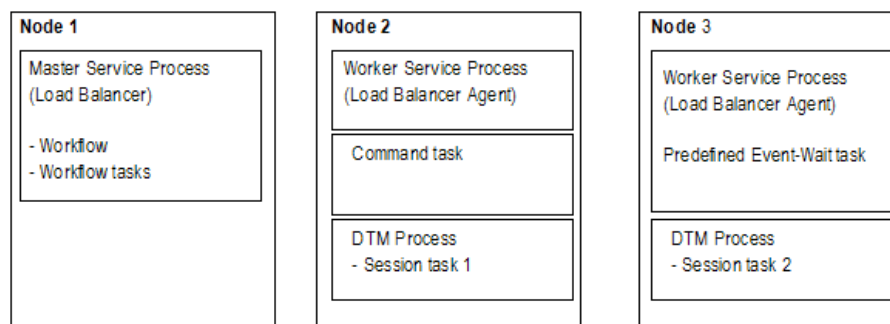 Node 1
Master Service Process
(Load Balancer)
- Workflow
- Workflow tasks
Node 2
Worker Service Process
(Load Balancer Agent)
Command task
DTM Process
- Session task 1
Node 3
Worker Service Process
(Load Balancer Agent)
Predefined Event-Wait task
DTM Process
- Session task 2